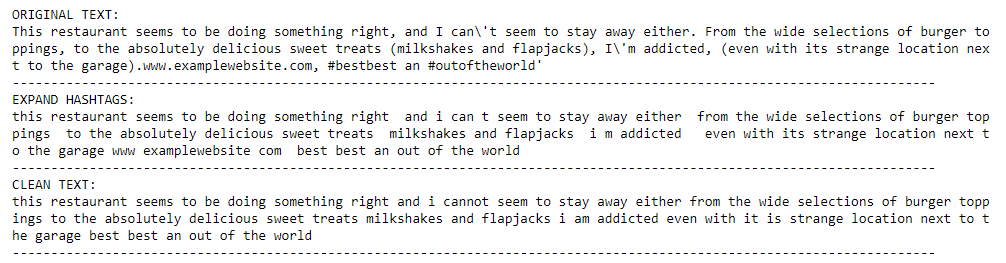 ORIGINAL TEXT:
This restaurant seems to be doing something right, and I can\'t seem to stay away either. From the wide selections of burger to
ppings, to the absolutely delicious sweet treats (milkshakes and flapjacks), I\'m addicted, (even with its strange location nex
t to the garage).www.examplewebsite.com, #bestbest an #outoftheworld'
----------------------------------------------------------------------------------------------------------------------
EXPAND HASHTAGS:
this restaurant seems to be doing something right  and i can t seem to stay away either  from the wide selections of burger top
pings  to the absolutely delicious sweet treats  milkshakes and flapjacks  i m addicted   even with its strange location next t
o the garage www examplewebsite com  best best an out of the world
----------------------------------------------------------------------------------------------------------------------
CLEAN TEXT:
this restaurant seems to be doing something right and i cannot seem to stay away either from the wide selections of burger topp
ings to the absolutely delicious sweet treats milkshakes and flapjacks i am addicted even with it is strange location next to t
he garage best best an out of the world
----------------------------------------------------------------------------------------------------------------------